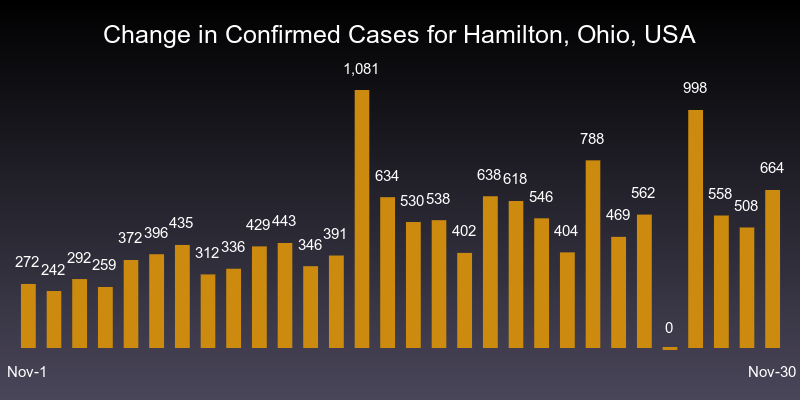 Change in Confirmed Cases for Hamilton, Ohio, USA
272 242 292 259 372 396 435 312 336 429 443 346 391 1,081 634 530 538 402 638 618 546 404 788 469 562 0 998 558 508 664
Nov-1 Nov-30